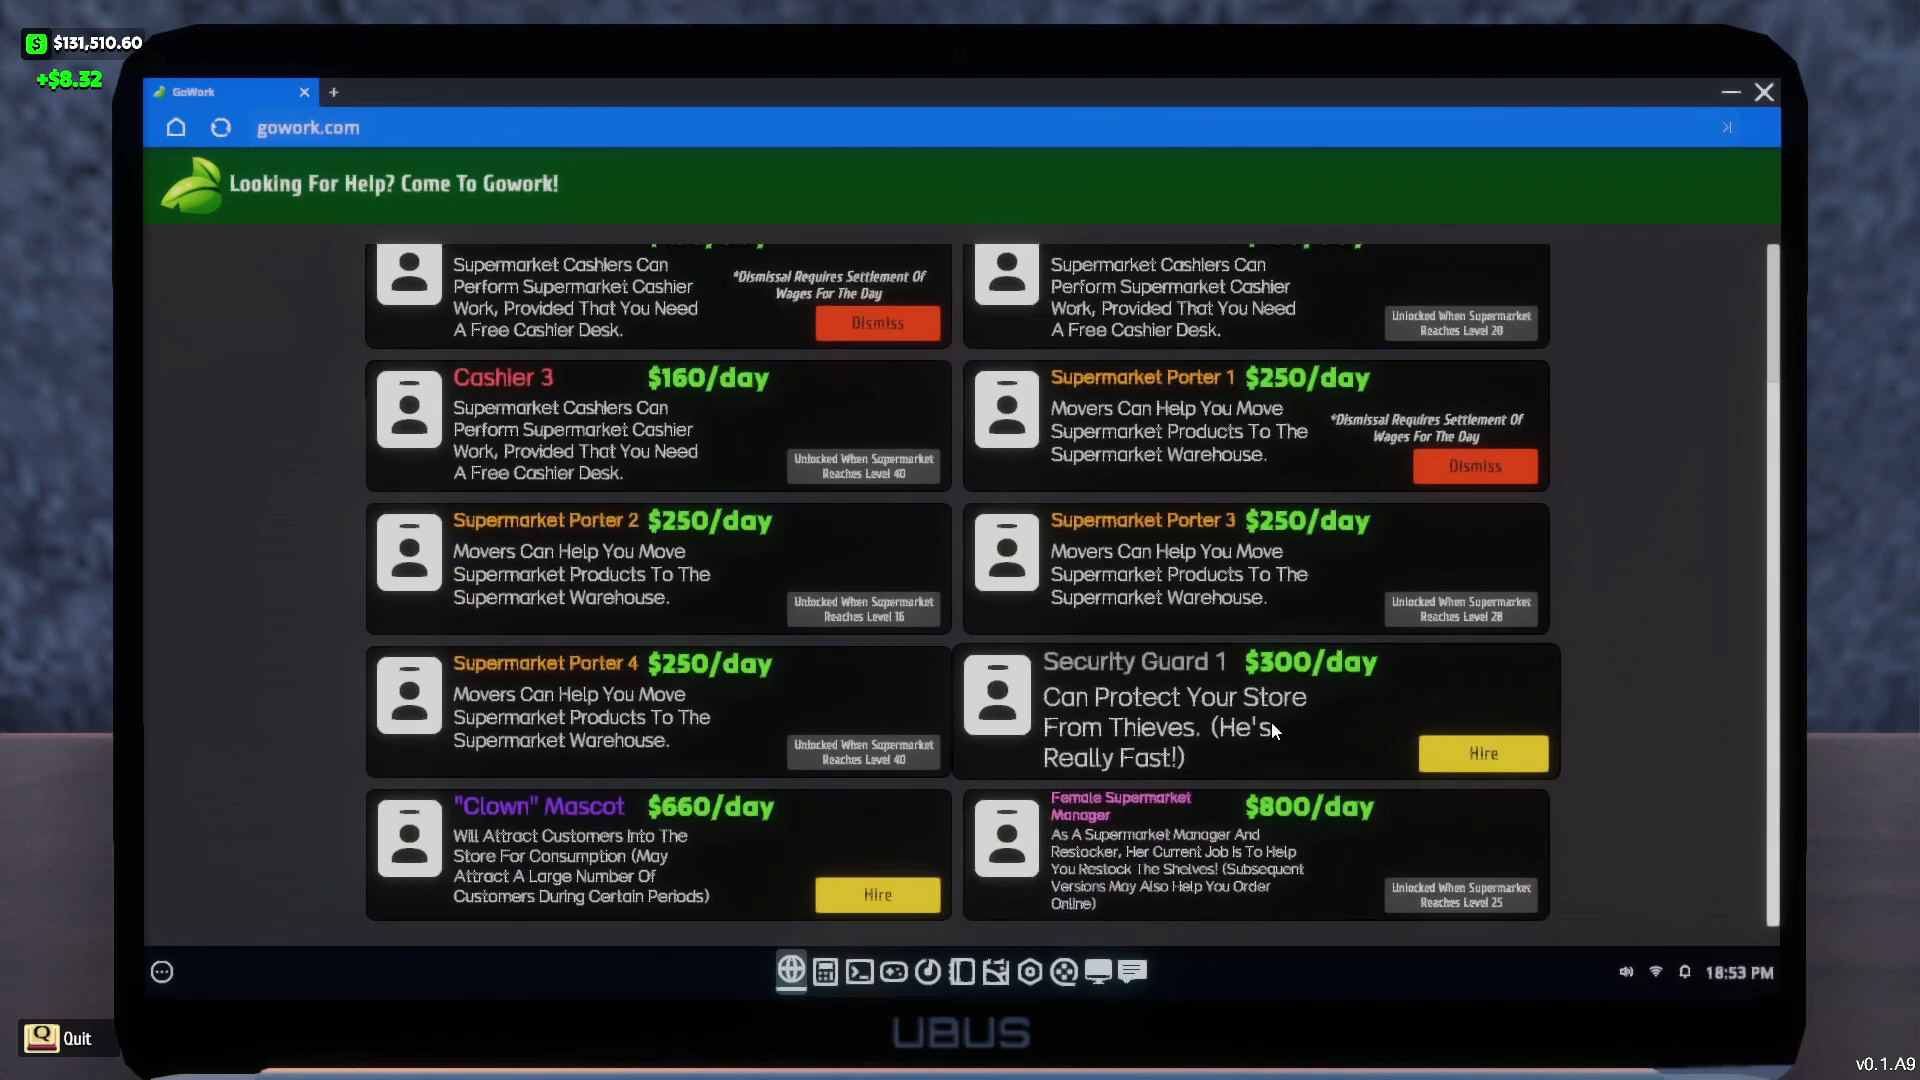 $131,510.60
+$8.32
GoWork
gowork.com
Looking For Help? Come To Gowork!
Supermarket Cashiers Can
Perform Supermarket Cashier
Work, Provided That You Need
A Free Cashier Desk.
*Dismissal Requires Settlement Of
Wages For The Day
Dismiss
Supermarket Cashiers Can
Perform Supermarket Cashier
Work, Provided That You Need
A Free Cashier Desk.
Unlocked When Supermarket
Reaches Level 20
Cashier 3 $160/day
Supermarket Cashiers Can
Perform Supermarket Cashier
Work, Provided That You Need
A Free Cashier Desk.
Unlocked When Supermarket
Reaches Level 40
Supermarket Porter 1 $250/day
Movers Can Help You Move
Supermarket Products To The
Supermarket Warehouse.
*Dismissal Requires Settlement Of
Wages For The Day
Dismiss
Supermarket Porter 2 $250/day
Movers Can Help You Move
Supermarket Products To The
Supermarket Warehouse.
Unlocked When Supermarket
Reaches Level 16
Supermarket Porter 3 $250/day
Movers Can Help You Move
Supermarket Products To The
Supermarket Warehouse.
Unlocked When Supermarket
Reaches Level 28
Supermarket Porter 4 $250/day
Movers Can Help You Move
Supermarket Products To The
Supermarket Warehouse.
Unlocked When Supermarket
Reaches Level 40
Security Guard 1 $300/day
Can Protect Your Store
From Thieves. (He's
Really Fast!)
Hire
"Clown" Mascot $660/day
Will Attract Customers Into The
Store For Consumption (May
Attract A Large Number Of
Customers During Certain Periods)
Hire
Female Supermarket
Manager
$800/day
As A Supermarket Manager And
Restocker, Her Current Job Is To Help
You Restock The Shelves! (Subsequent
Versions May Also Help You Order
Online)
Unlocked When Supermarket
Reaches Level 25
18:53 PM
UBUS
Q Quit
v0.1.A9